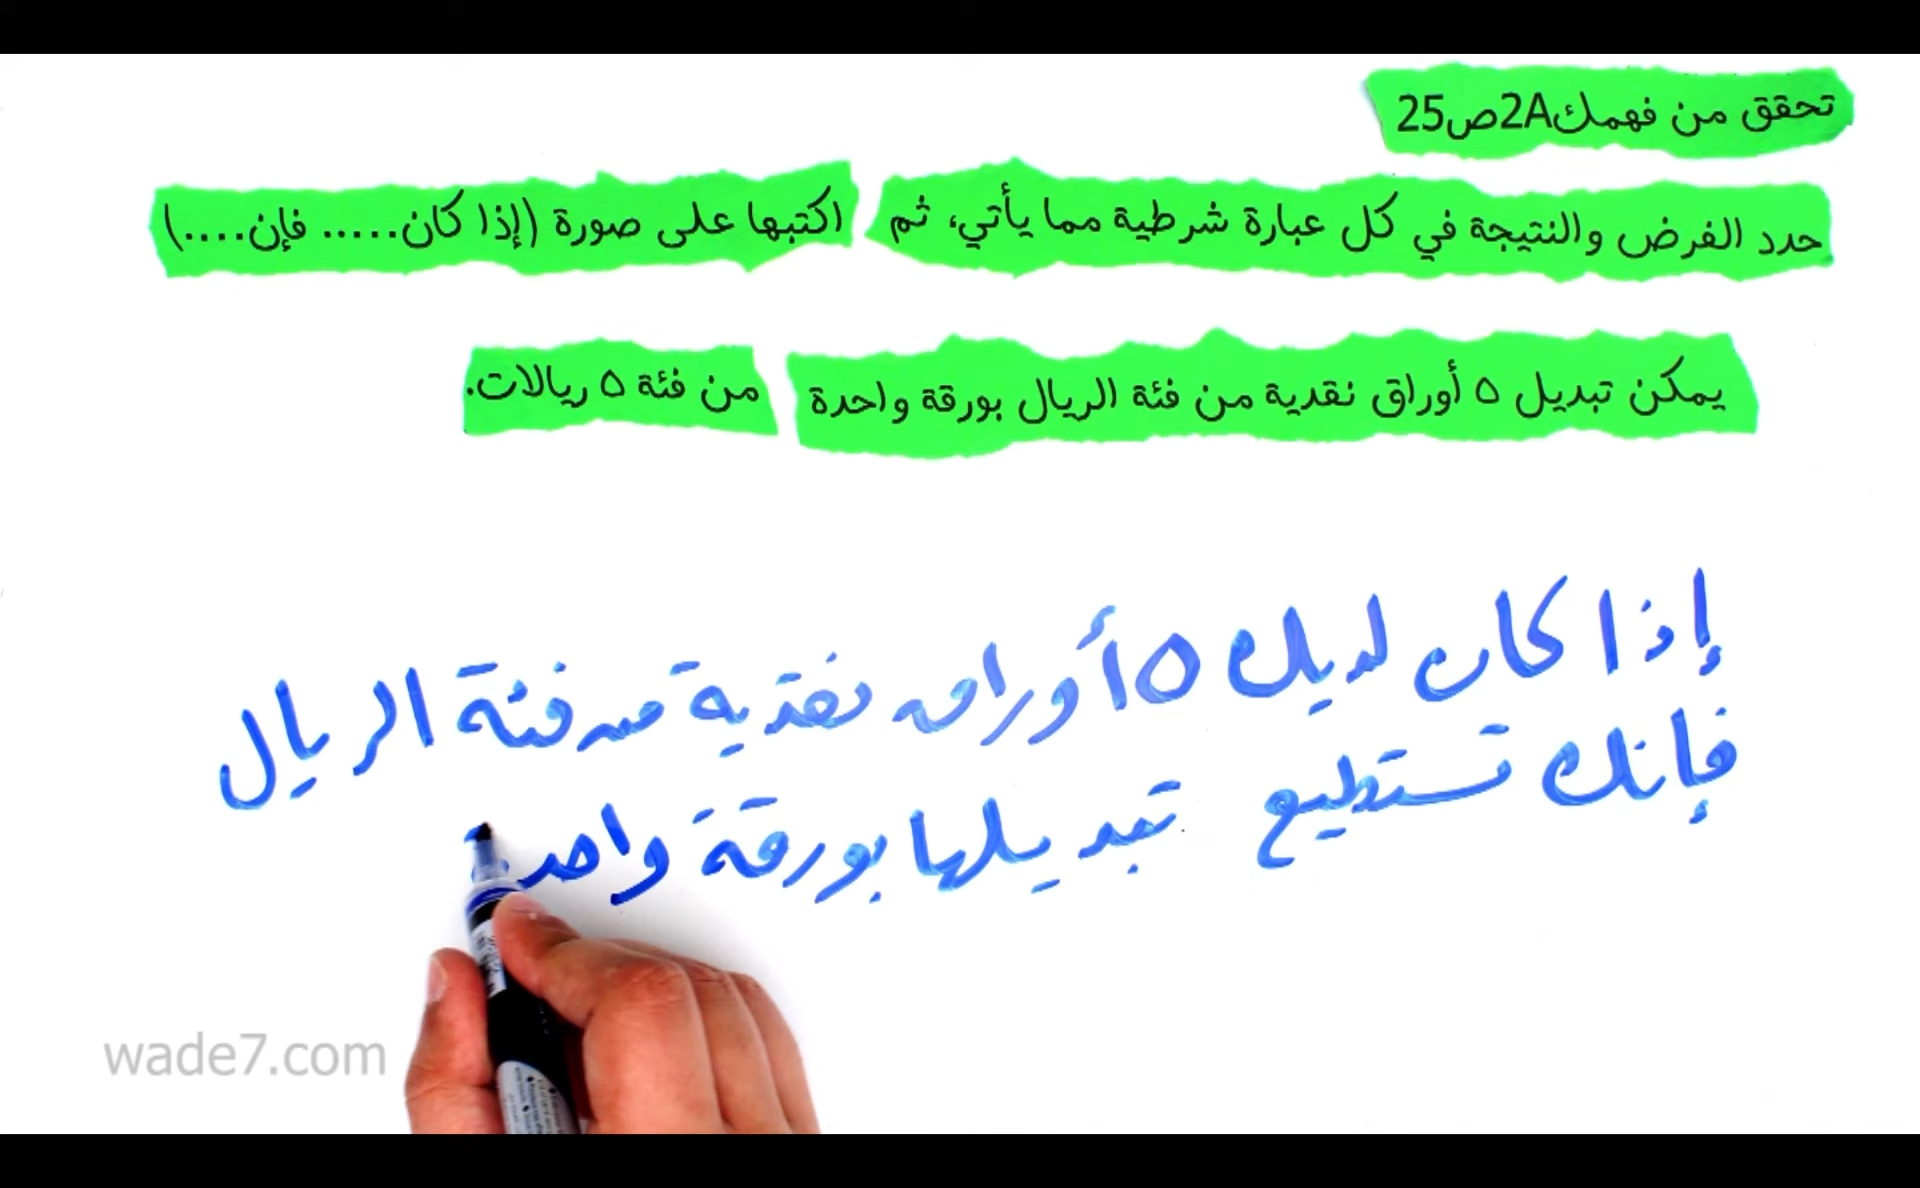 تحقق من فهمك2Aص25
حدد الفرض والنتيجة في كل عبارة شرطية مما يأتي، ثم اكتبها على صورة (إذا كان..... فإن....)
يمكن تبديل ٥ أوراق نقدية من فئة الريال بورقة واحدة من فئة ٥ ريالات.
إذا كان لديك ٥ أوراق نقدية من فئة الريال
فإنك تستطيع تبديلها بورقة واحد
wade7.com